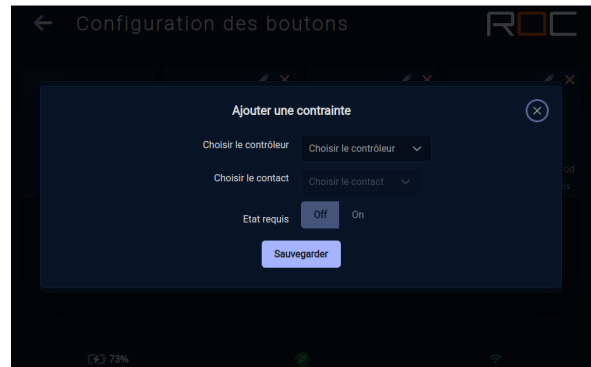 Configuration des boutons
ROC
Ajouter une contrainte
Choisir le contrôleur Choisir le contrôleur
Choisir le contact Choisir le contact
Etat requis Off On
Sauvegarder
73%